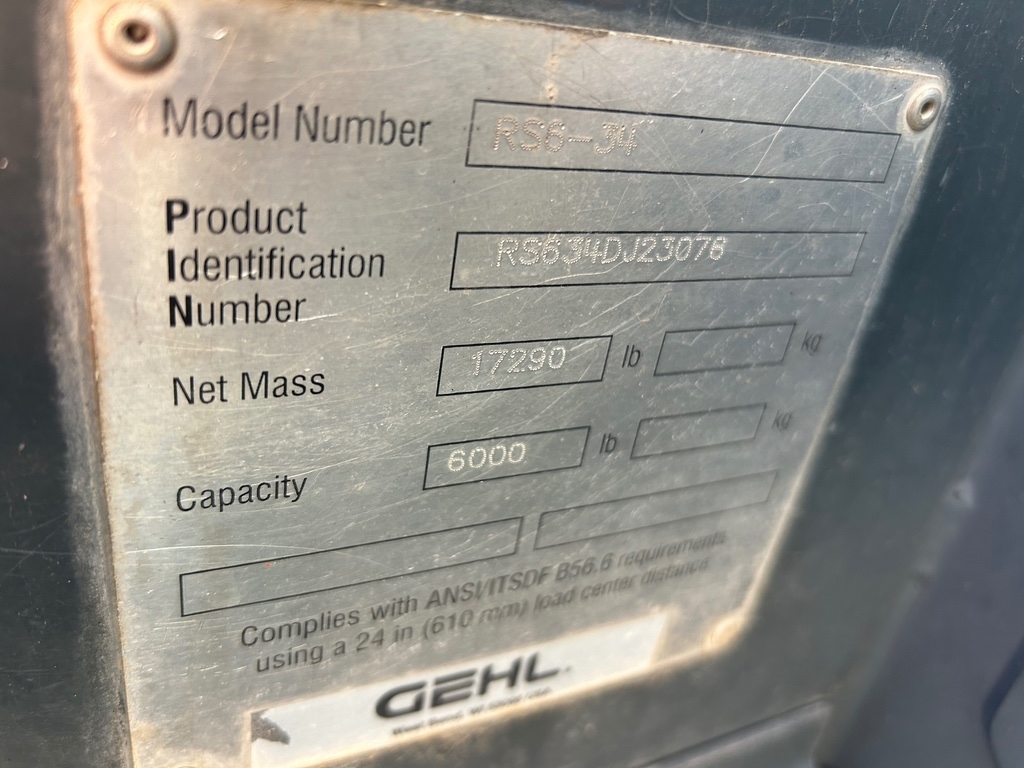 Model Number RS6-34
Product
Identification
Number
RS634DJ23076
Net Mass 17290 lb kg
Capacity 6000 lb kg
Complies with ANSI/ITSDF B56.6 requirements
using a 24 in (610 mm) load center distance.
GEHL